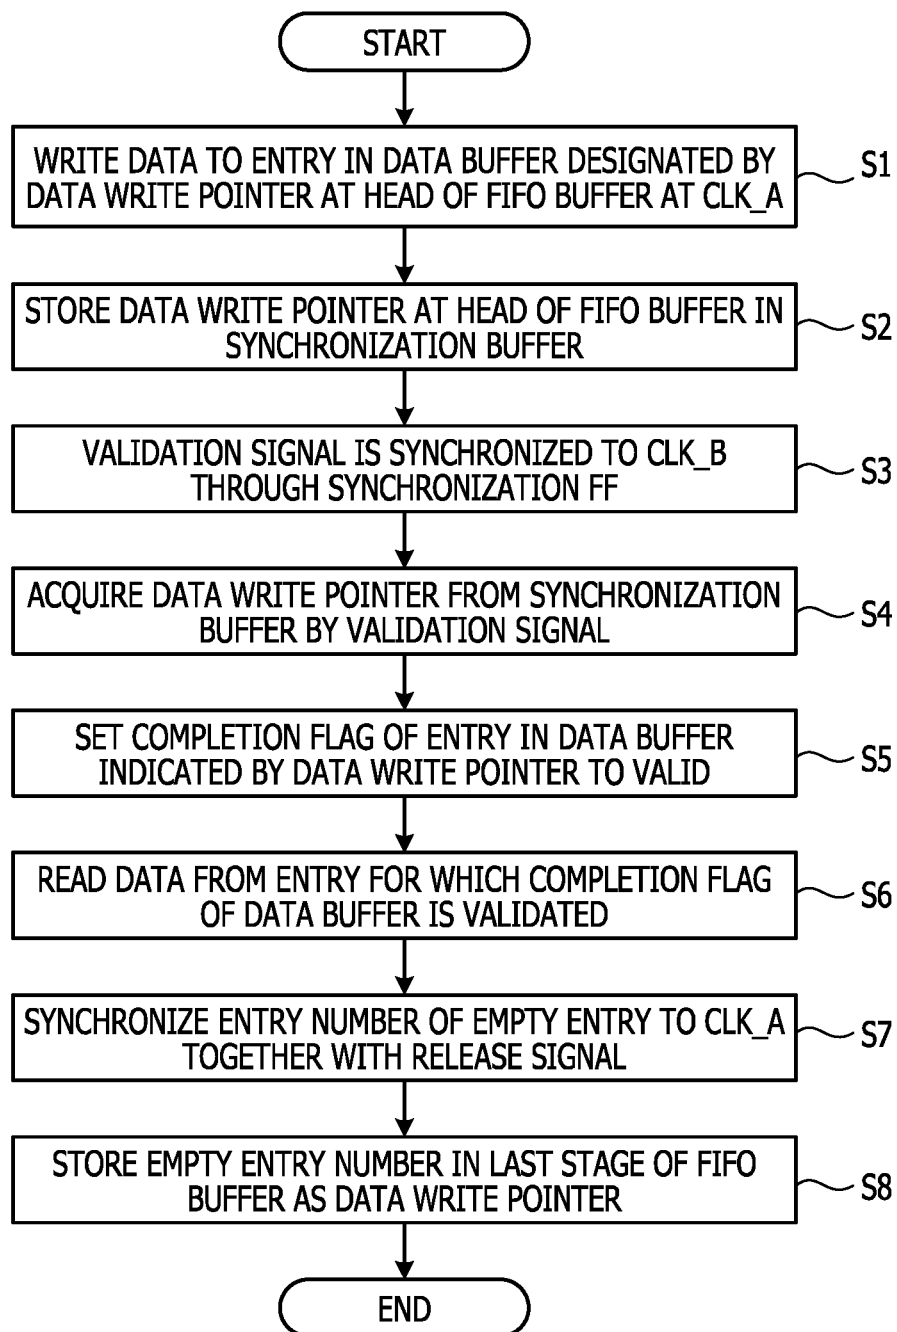 START
WRITE DATA TO ENTRY IN DATA BUFFER DESIGNATED BY
DATA WRITE POINTER AT HEAD OF FIFO BUFFER AT CLK_A
S1
STORE DATA WRITE POINTER AT HEAD OF FIFO BUFFER IN
SYNCHRONIZATION BUFFER
S2
VALIDATION SIGNAL IS SYNCHRONIZED TO CLK_B
THROUGH SYNCHRONIZATION FF
S3
ACQUIRE DATA WRITE POINTER FROM SYNCHRONIZATION
BUFFER BY VALIDATION SIGNAL
S4
SET COMPLETION FLAG OF ENTRY IN DATA BUFFER
INDICATED BY DATA WRITE POINTER TO VALID
S5
READ DATA FROM ENTRY FOR WHICH COMPLETION FLAG
OF DATA BUFFER IS VALIDATED
S6
SYNCHRONIZE ENTRY NUMBER OF EMPTY ENTRY TO CLK_A
TOGETHER WITH RELEASE SIGNAL
S7
STORE EMPTY ENTRY NUMBER IN LAST STAGE OF FIFO
BUFFER AS DATA WRITE POINTER
S8
END